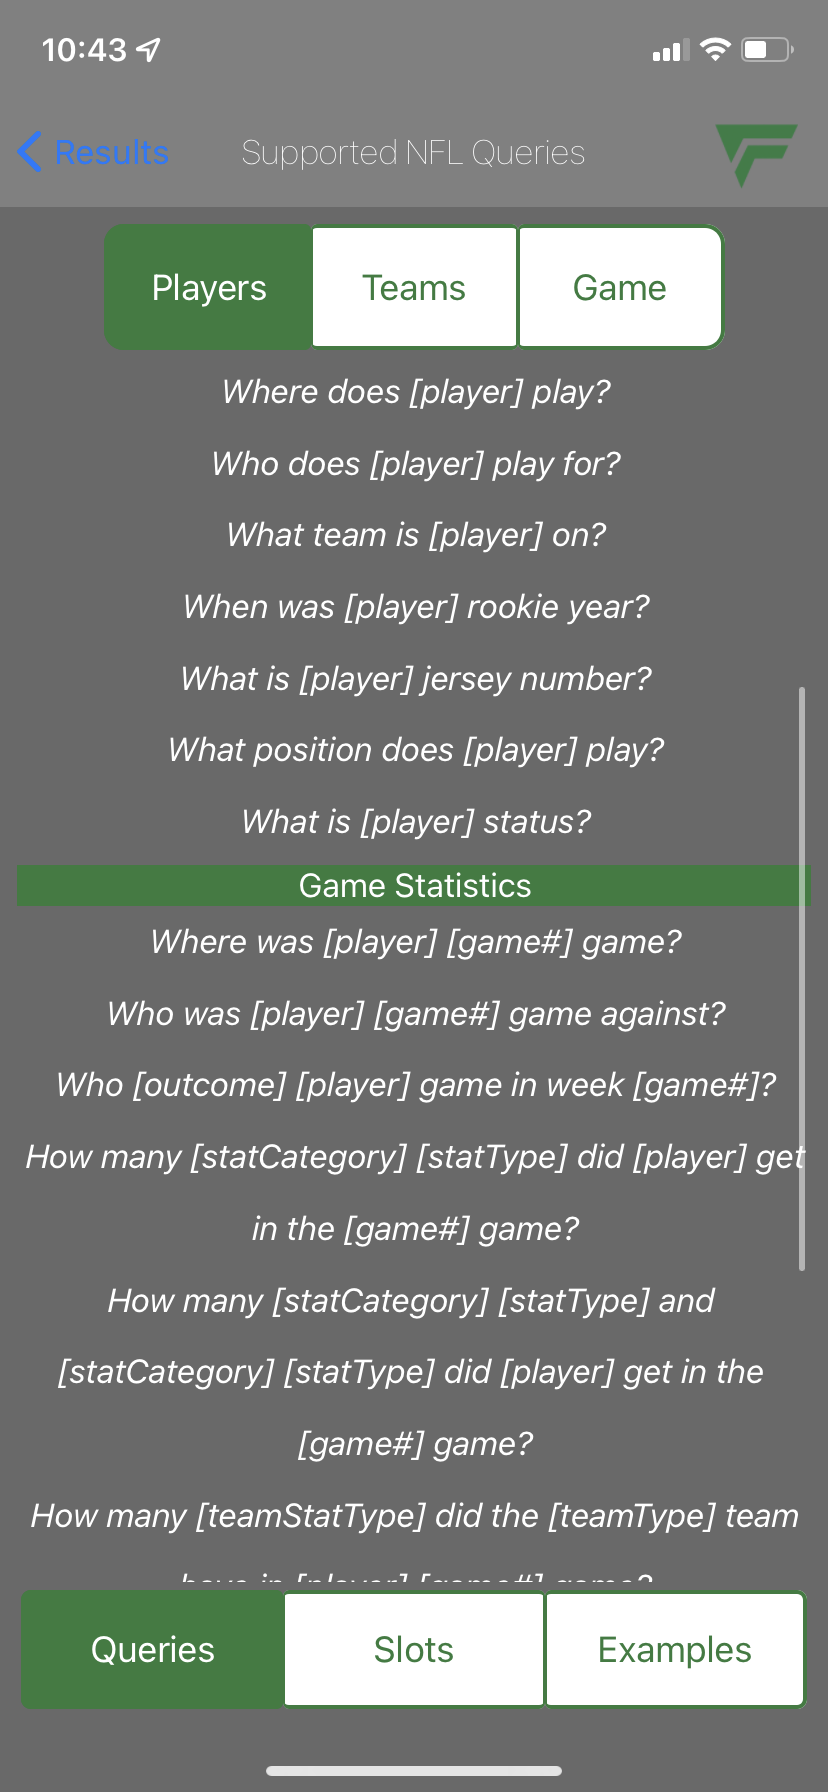 10:43
Results
Supported NFL Queries
Players
Teams
Game
Where does [player] play?
Who does [player] play for?
What team is [player] on?
When was [player] rookie year?
What is [player] jersey number?
What position does [player] play?
What is [player] status?
Game Statistics
Where was [player] [game#] game?
Who was [player] [game#] game against?
Who [outcome] [player] game in week [game#]?
How many [statCategory] [statType] did [player] get
in the [game#] game?
How many [statCategory] [statType] and
[statCategory] [statType] did [player] get in the
[game#] game?
How many [teamStatType] did the [teamType] team
have in [player] [game#] game?
Queries
Slots
Examples